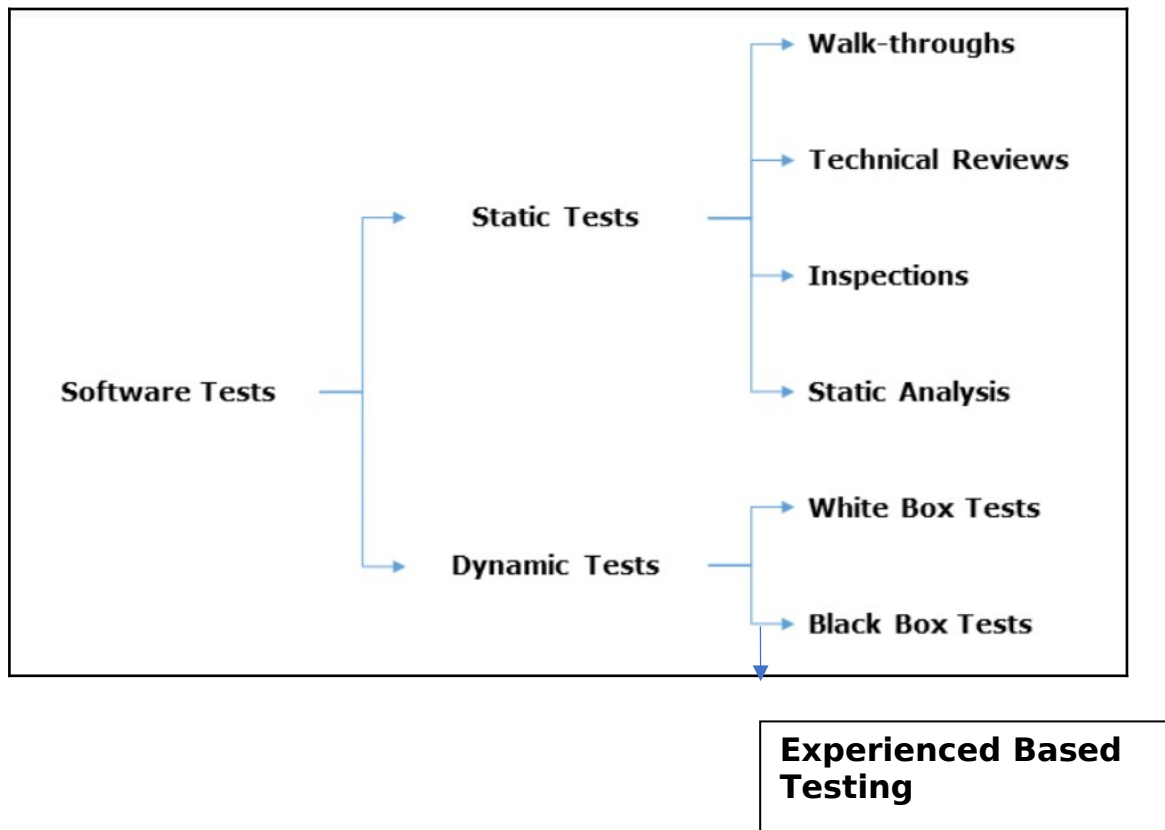 Walk-throughs
Technical Reviews
Static Tests
Inspections
Software Tests
Static Analysis
White Box Tests
Dynamic Tests
Black Box Tests
Experienced Based
Testing